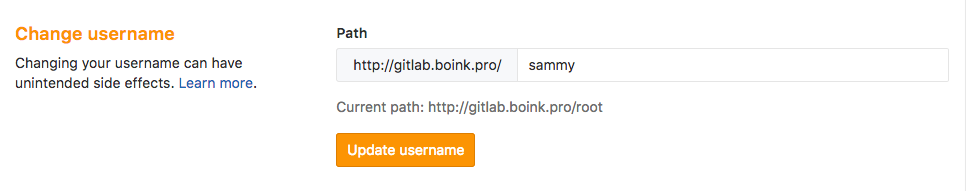 Change username
Changing your username can have
unintended side effects. Learn more.
Path
http://gitlab.boink.pro/ sammy
Current path: http://gitlab.boink.pro/root
Update username